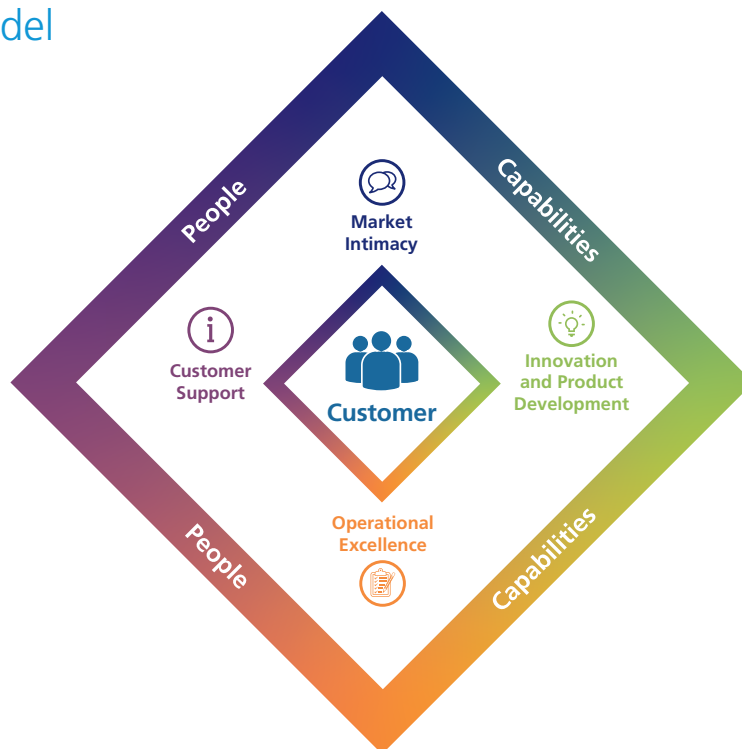 del
People
Capabilities
Market
Intimacy
Customer
Support
Innovation
and Product
Development
Customer
Operational
Excellence
People
Capabilities